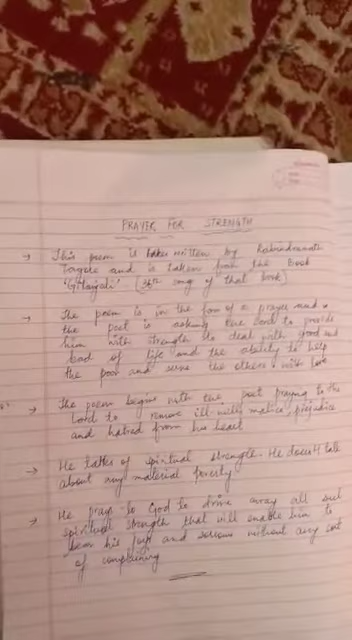 PRAYER FOR STRENGTH
→ This poem is written by Rabindranath
Tagore and is taken from the Book
'Gitanjali' (36th song of that book)
→ The poem is in the form of a prayer and
the poet is asking the Lord to provide
him with strength to deal with good and
bad of life and the ability to help
the poor and serve the others with
→ The poem begins with the poet praying to the
Lord to remove ill-will, malice, prejudice
and hatred from his heart
→ He talks of spiritual strength. He doesn't talk
about any material poverty.
→ He prays to God to drive away all such
spiritual strength that will enable him to
bear his joys and sorrows without any sort
of complaining